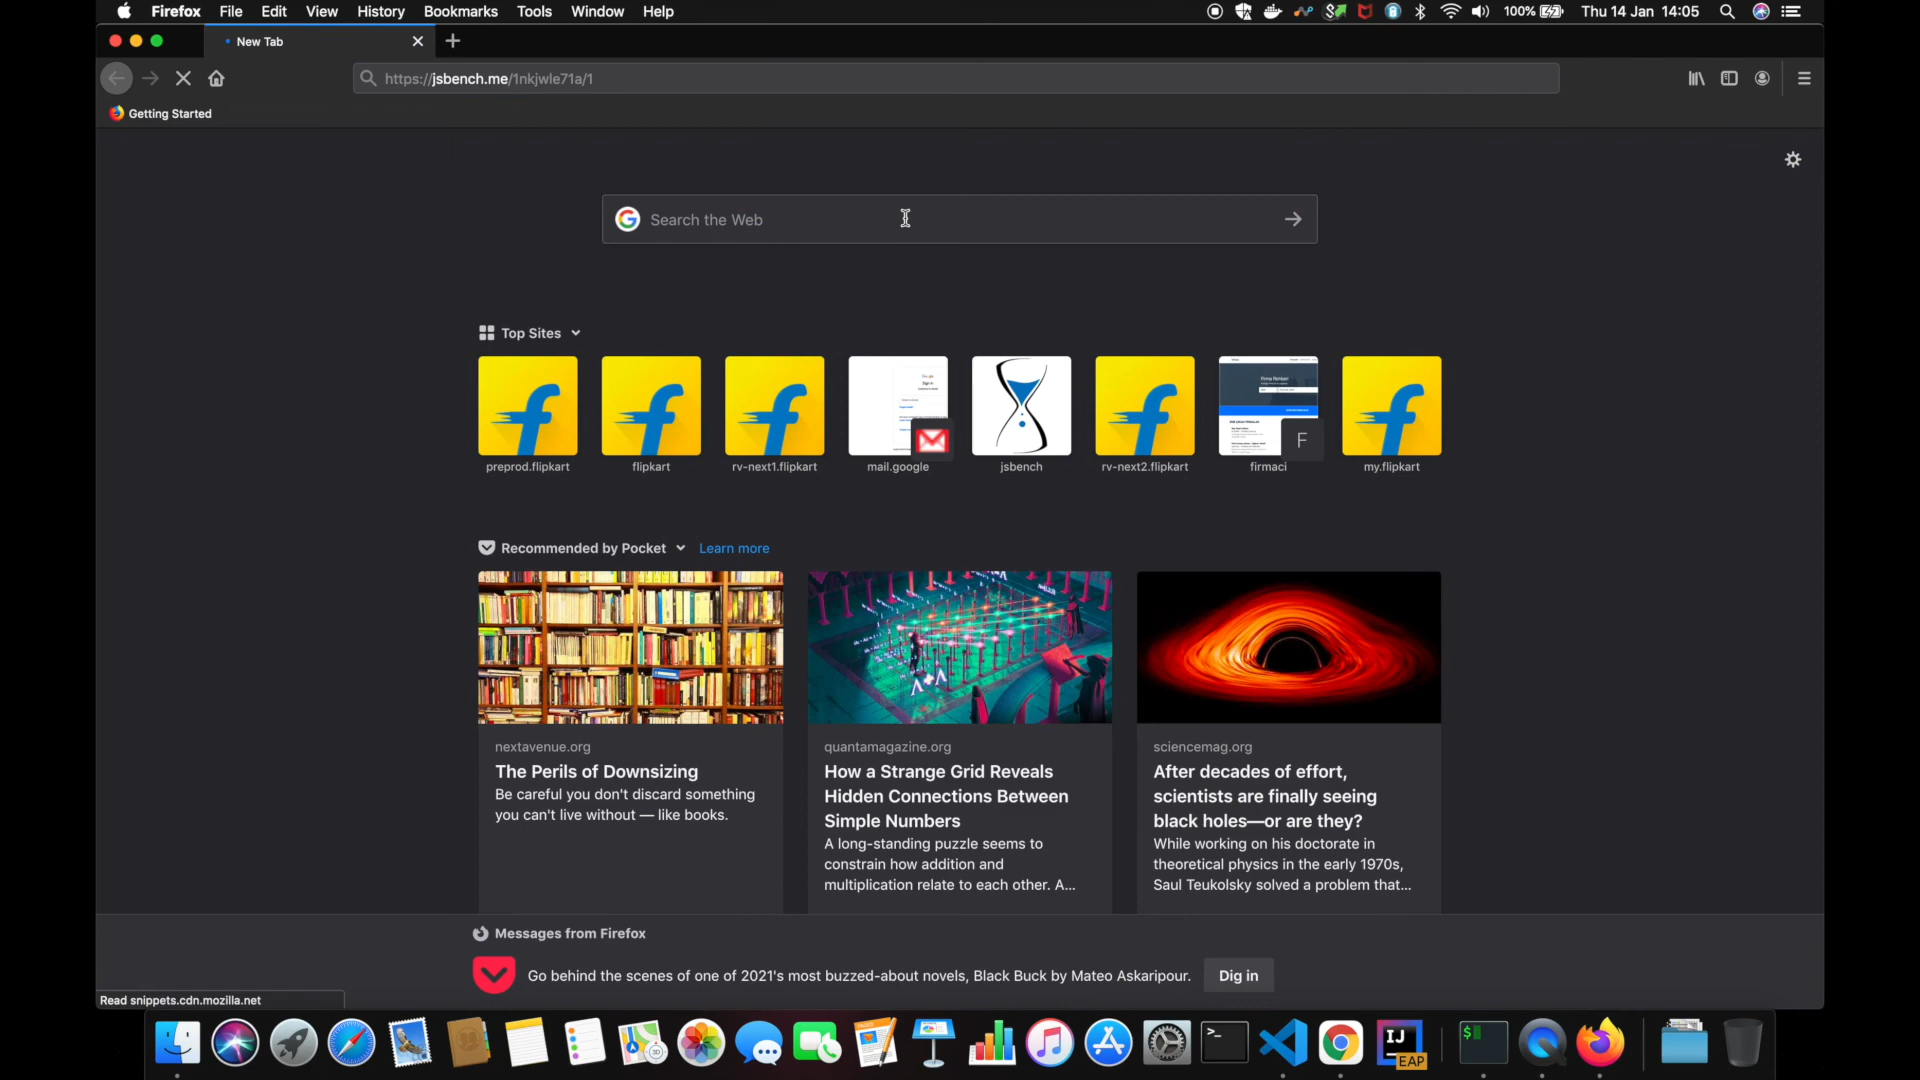 Firefox File Edit View History Bookmarks Tools Window Help 100% Thu 14 Jan 14:05
New Tab
https://jsbench.me/1nkjwle71a/1
Getting Started
Search the Web
Top Sites
preprod.flipkart flipkart rv-next1.flipkart mail.google jsbench rv-next2.flipkart firmaci my.flipkart
F
Recommended by Pocket Learn more
nextavenue.org
The Perils of Downsizing
Be careful you don't discard something
you can't live without — like books.
quantamagazine.org
How a Strange Grid Reveals
Hidden Connections Between
Simple Numbers
A long-standing puzzle seems to
constrain how addition and
multiplication relate to each other. A...
sciencemag.org
After decades of effort,
scientists are finally seeing
black holes—or are they?
While working on his doctorate in
theoretical physics in the early 1970s,
Saul Teukolsky solved a problem that...
Messages from Firefox
Go behind the scenes of one of 2021's most buzzed-about novels, Black Buck by Mateo Askaripour. Dig in
Read snippets.cdn.mozilla.net
IJ
EAP